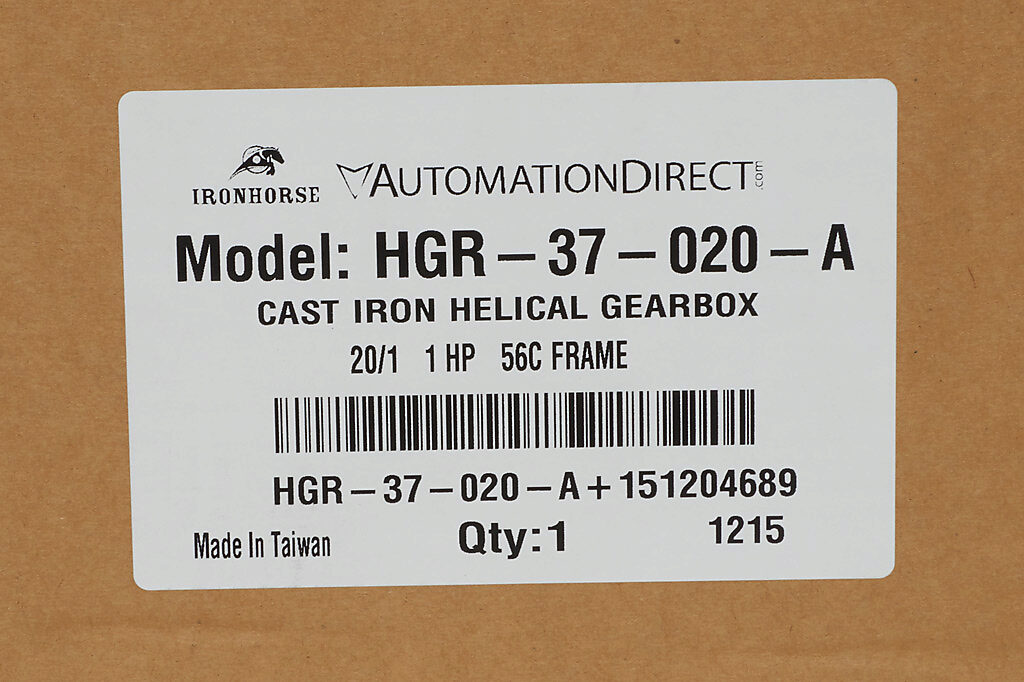 IRONHORSE AUTOMATIONDIRECT.com
Model: HGR-37-020-A
CAST IRON HELICAL GEARBOX
20/1 1 HP 56C FRAME
HGR-37-020-A+151204689
Made In Taiwan Qty:1 1215